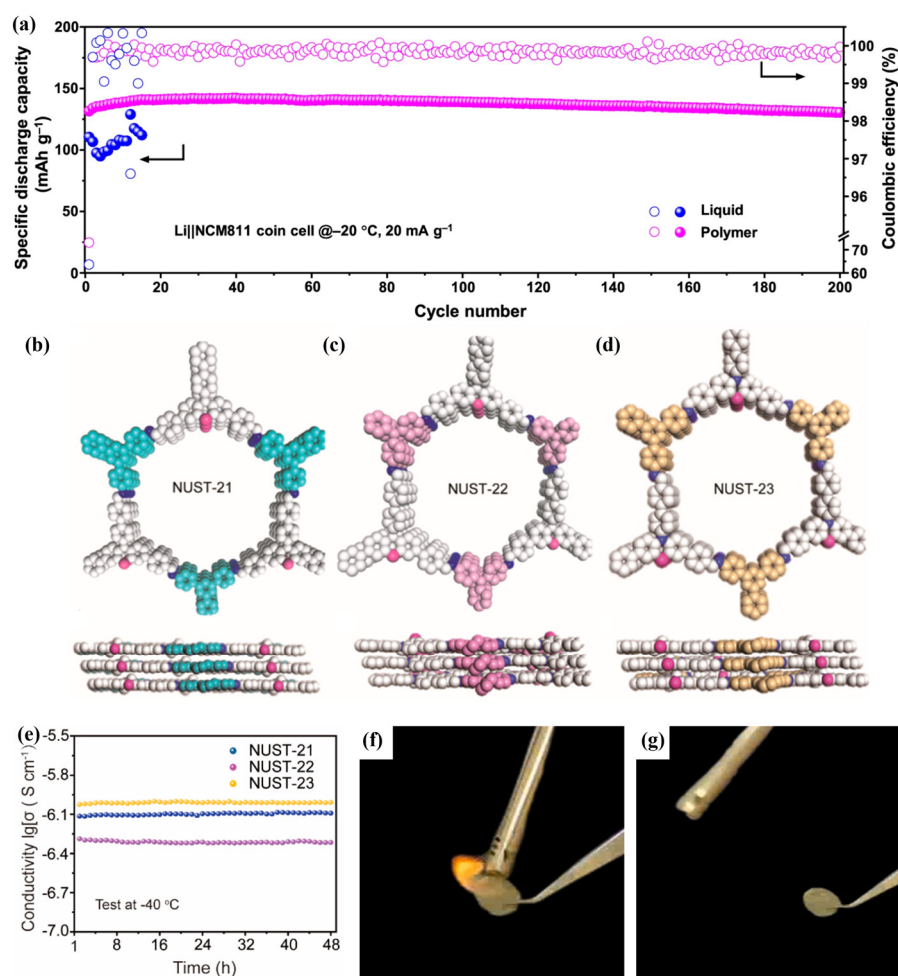 (a)
200
150
100
50
0
Specific discharge capacity
(mAh g⁻¹)
100
99
98
97
96
70
60
Coulombic efficiency (%)
Li||NCM811 coin cell @–20 °C, 20 mA g⁻¹
Liquid
Polymer
0 20 40 60 80 100 120 140 160 180 200
Cycle number
(b)
(c)
(d)
NUST-21
NUST-22
NUST-23
(e)
-5.5
-5.8
-6.1
-6.4
-6.7
-7.0
Conductivity lg[σ ( S cm⁻¹)
NUST-21
NUST-22
NUST-23
Test at -40 °C
1 8 16 24 32 40 48
Time (h)
(f)
(g)